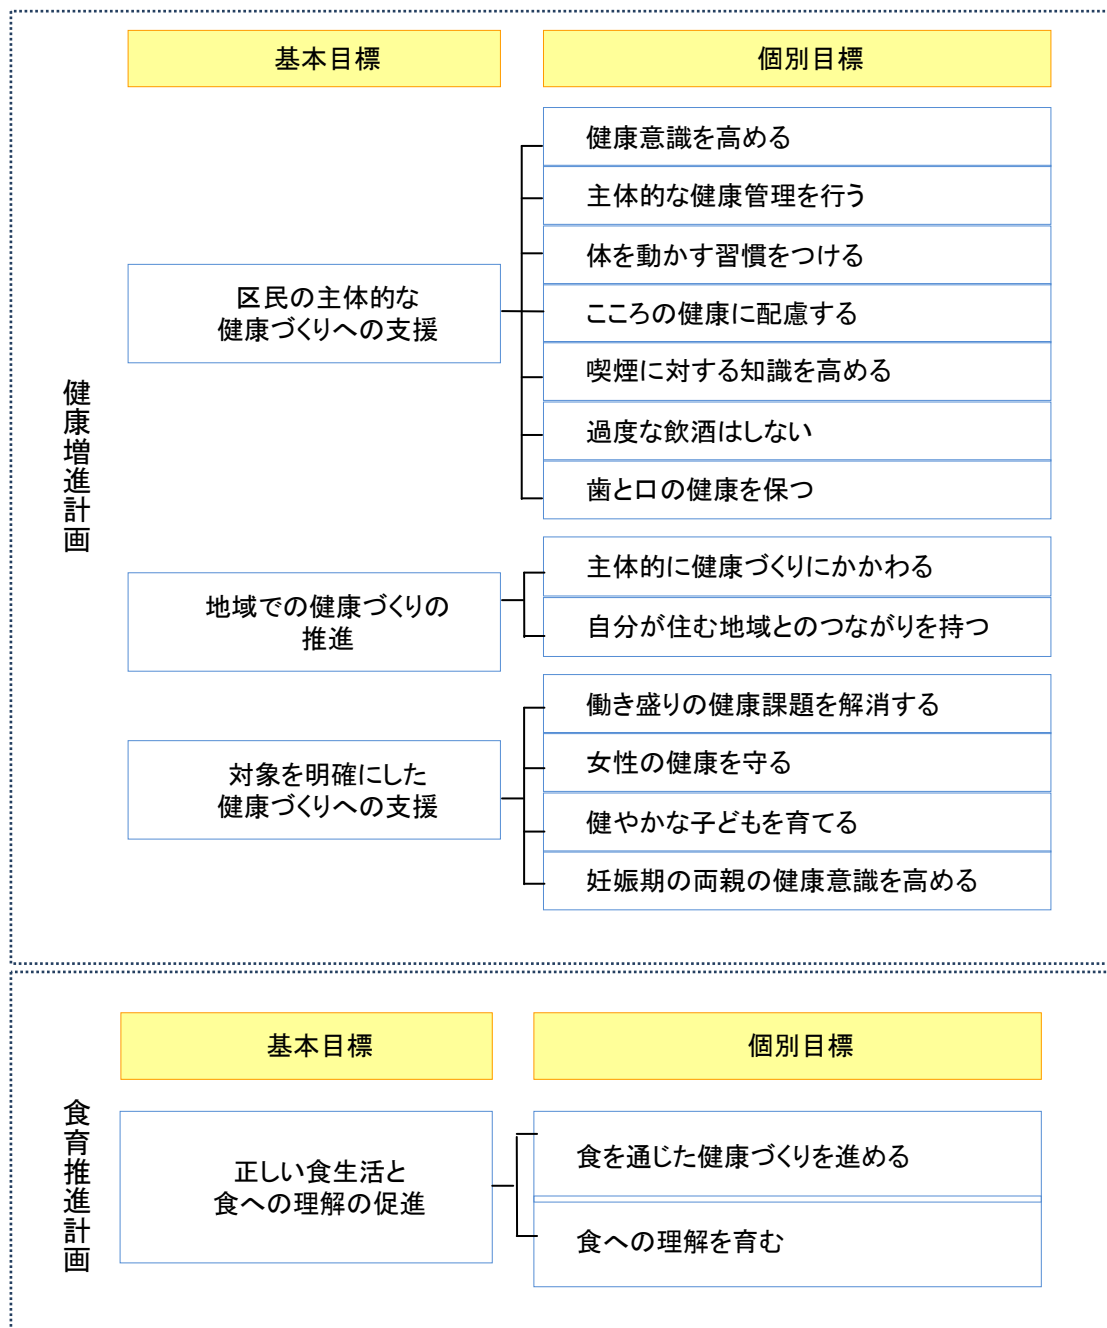 基本目標
個別目標
健康増進計画
区民の主体的な
健康づくりへの支援
健康意識を高める
主体的な健康管理を行う
体を動かす習慣をつける
こころの健康に配慮する
喫煙に対する知識を高める
過度な飲酒はしない
歯と口の健康を保つ
地域での健康づくりの
推進
主体的に健康づくりにかかわる
自分が住む地域とのつながりを持つ
対象を明確にした
健康づくりへの支援
働き盛りの健康課題を解消する
女性の健康を守る
健やかな子どもを育てる
妊娠期の両親の健康意識を高める
基本目標
個別目標
食育推進計画
正しい食生活と
食への理解の促進
食を通じた健康づくりを進める
食への理解を育む